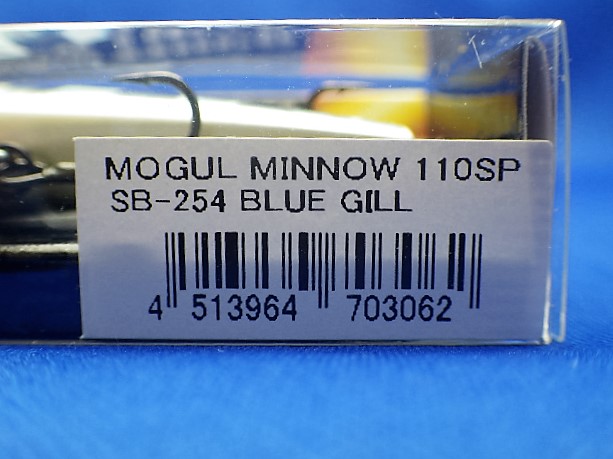 MOGUL MINNOW 110SP
SB-254 BLUE GILL
4 513964 703062